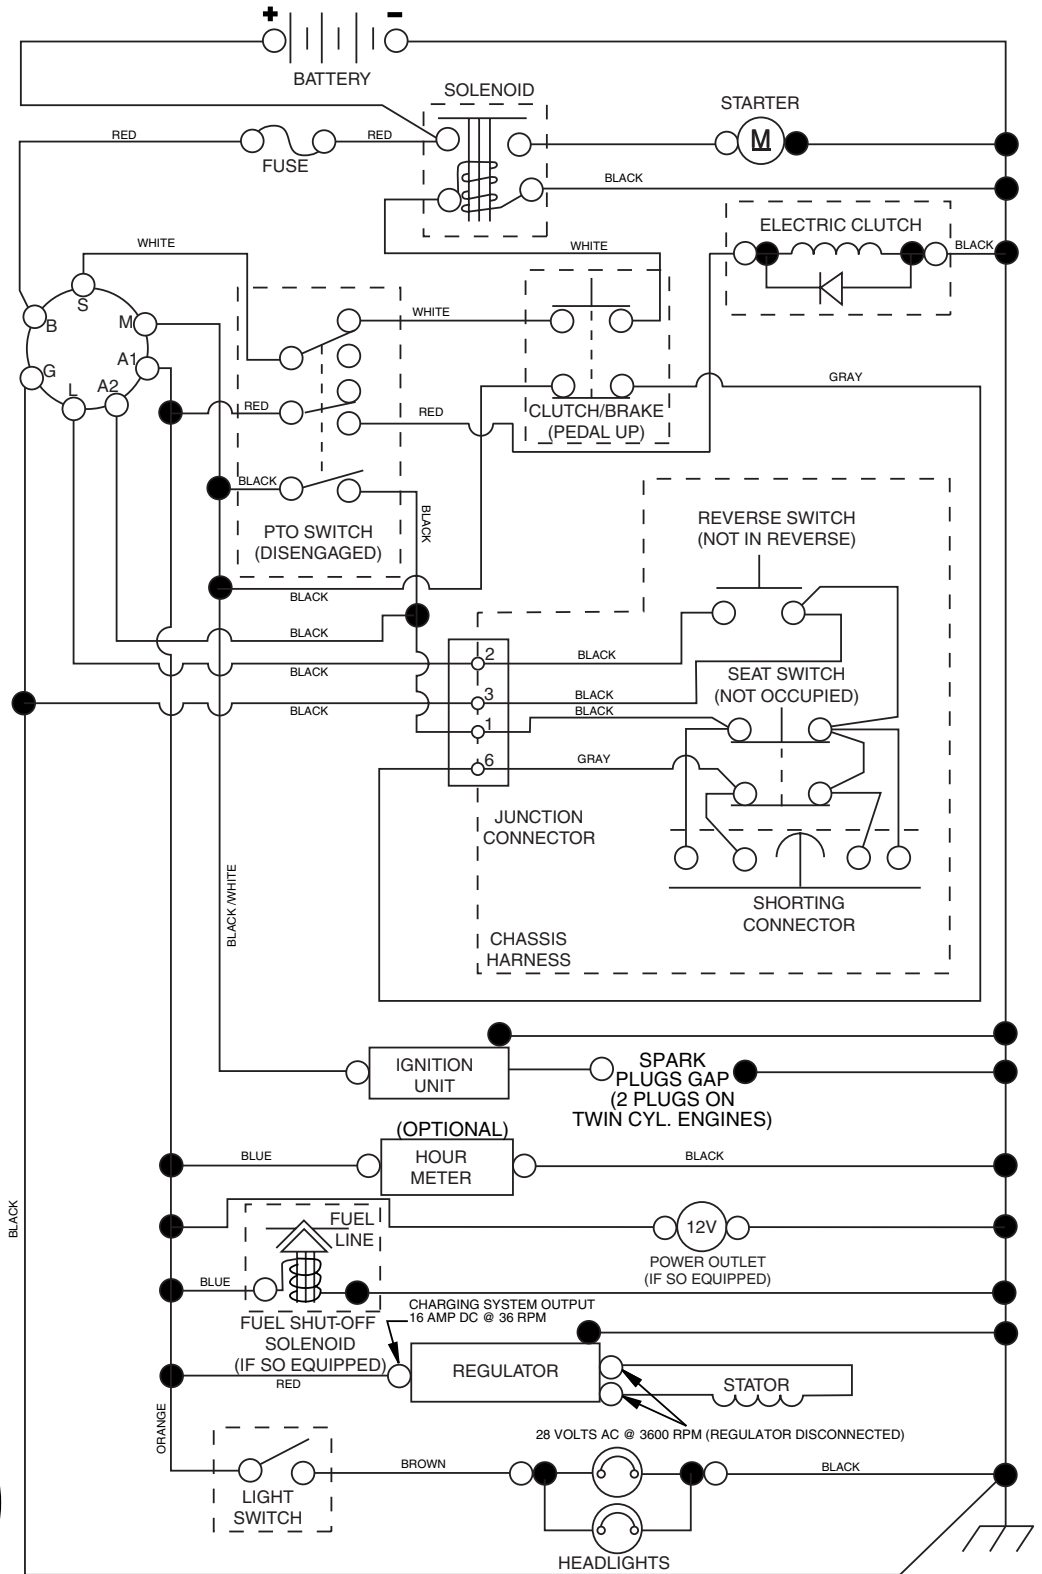 + -
BATTERY
SOLENOID
STARTER
M
RED
RED
FUSE
BLACK
WHITE
WHITE
ELECTRIC CLUTCH
BLACK
S
B
M
WHITE
A1
G
A2
L
GRAY
RED
RED
CLUTCH/BRAKE
(PEDAL UP)
BLACK
BLACK
PTO SWITCH
(DISENGAGED)
REVERSE SWITCH
(NOT IN REVERSE)
BLACK
BLACK
BLACK
2
BLACK
SEAT SWITCH
(NOT OCCUPIED)
BLACK
3
BLACK
BLACK
1
6
GRAY
JUNCTION
CONNECTOR
SHORTING
CONNECTOR
BLACK/WHITE
CHASSIS
HARNESS
IGNITION
UNIT
SPARK
PLUGS GAP
(2 PLUGS ON
TWIN CYL. ENGINES)
(OPTIONAL)
HOUR
METER
BLUE
BLACK
BLACK
FUEL
LINE
12V
POWER OUTLET
(IF SO EQUIPPED)
BLUE
CHARGING SYSTEM OUTPUT
16 AMP DC @ 36 RPM
FUEL SHUT-OFF
SOLENOID
(IF SO EQUIPPED)
RED
REGULATOR
STATOR
ORANGE
28 VOLTS AC @ 3600 RPM (REGULATOR DISCONNECTED)
BROWN
BLACK
LIGHT
SWITCH
HEADLIGHTS